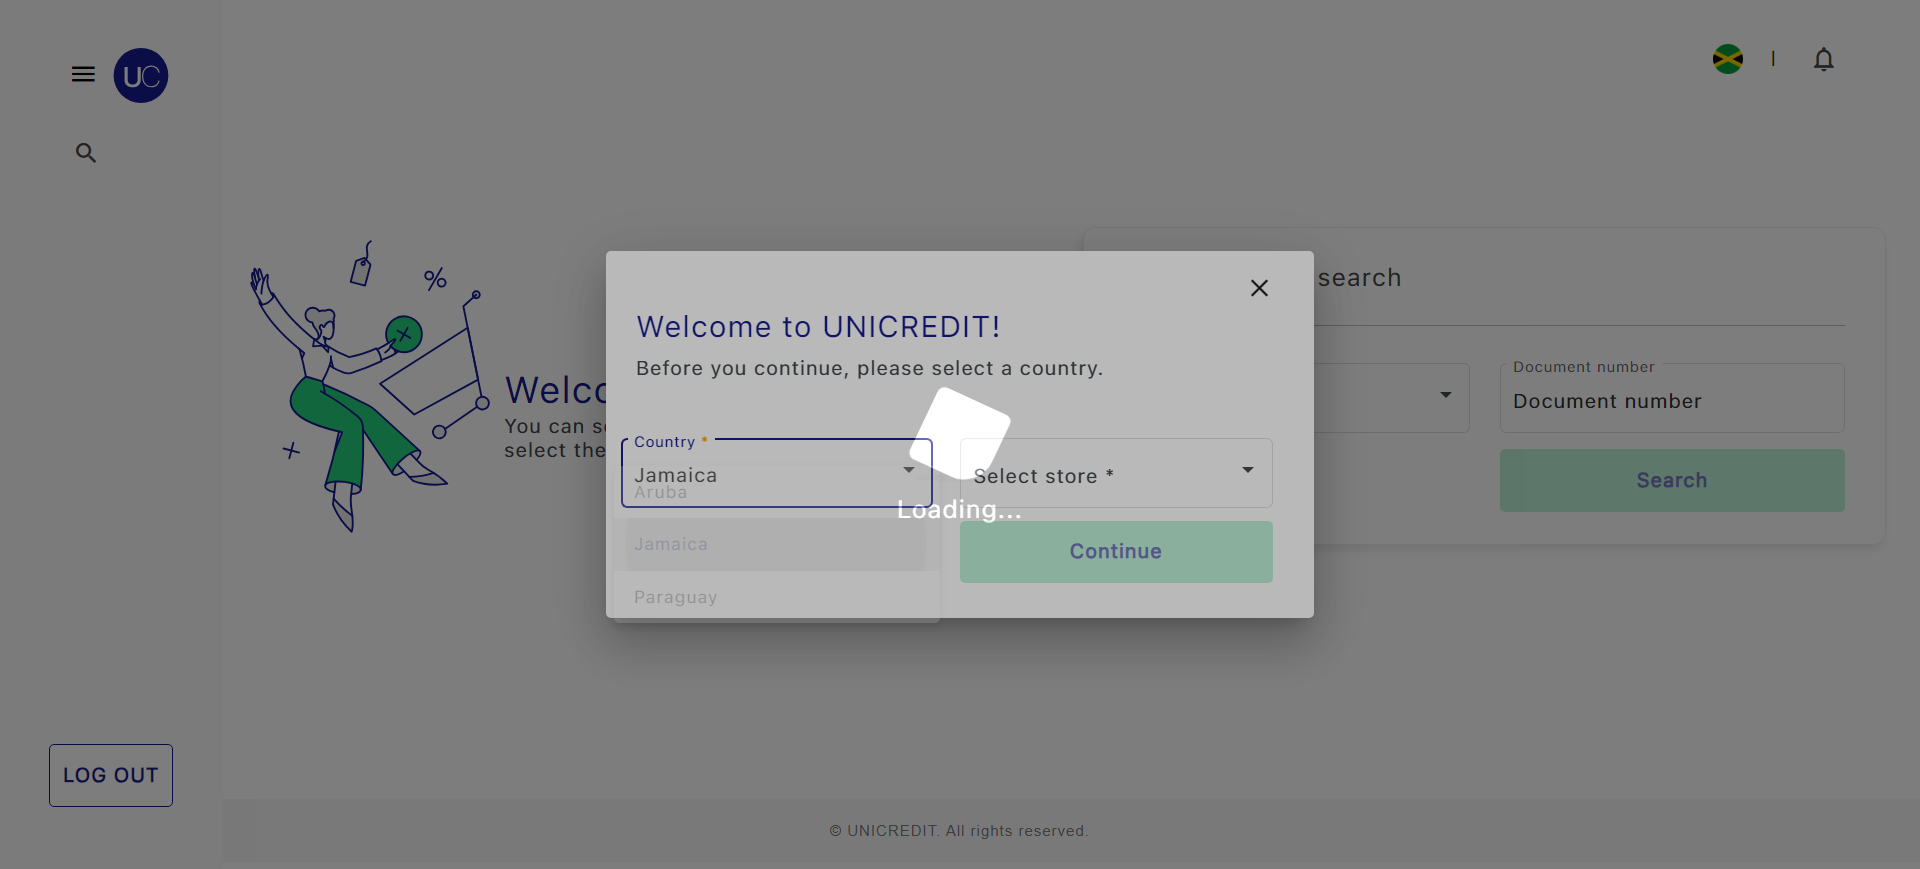 UC
LOG OUT
Welco
You can s
select the
search
Document number
Document number
Search
Welcome to UNICREDIT!
Before you continue, please select a country.
Country *
Jamaica
Aruba
Jamaica
Paraguay
Select store *
Loading...
Continue
© UNICREDIT. All rights reserved.